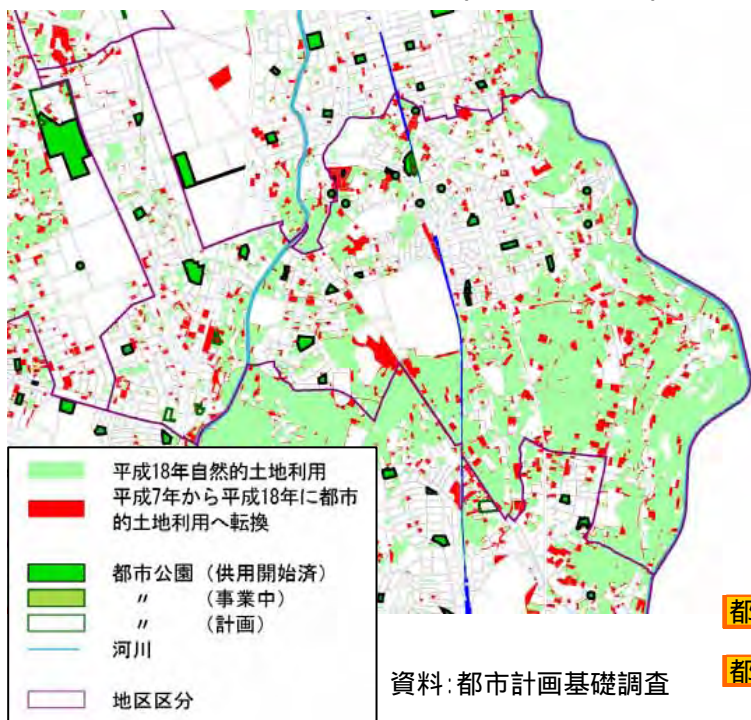 平成18年自然的土地利用
平成7年から平成18年に都市
的土地利用へ転換
都市公園（供用開始済）
〃（事業中）
〃（計画）
河川
地区区分
資料：都市計画基礎調査
都
都